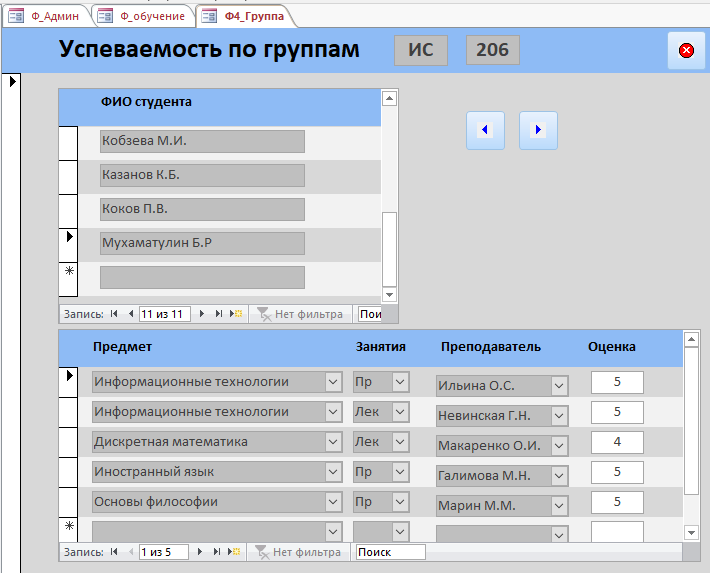 Ф_Админ Ф_обучение Ф4_Группа
Успеваемость по группам ИС 206
ФИО студента
Кобзева М.И.
Казанов К.Б.
Коков П.В.
Мухаматулин Б.Р
Запись: 11 из 11 Нет фильтра Пои
Предмет Занятия Преподаватель Оценка
Информационные технологии Пр Ильина О.С. 5
Информационные технологии Лек Невинская Г.Н. 5
Дискретная математика Лек Макаренко О.И. 4
Иностранный язык Пр Галимова М.Н. 5
Основы философии Пр Марин М.М. 5
Запись: 1 из 5 Нет фильтра Поиск